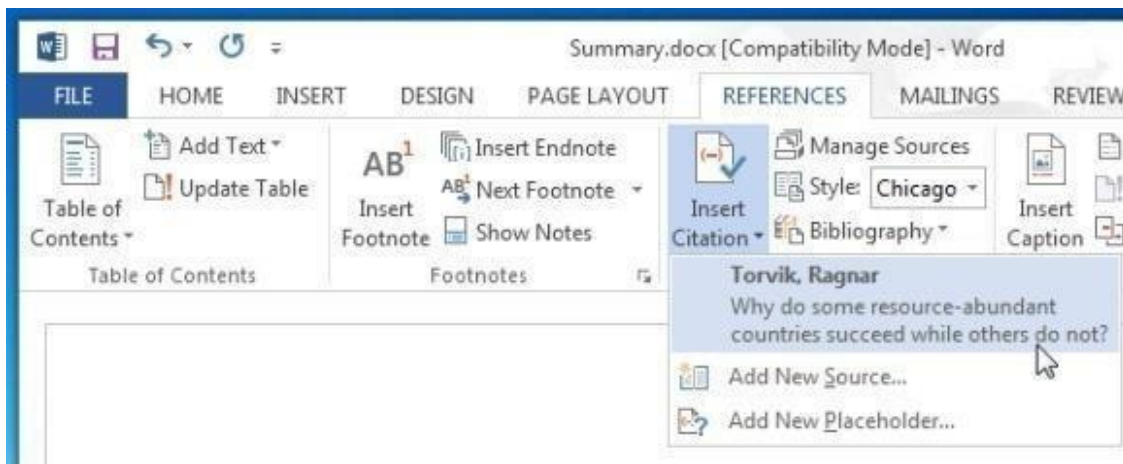 Summary.docx [Compatibility Mode] - Word
FILE HOME INSERT DESIGN PAGE LAYOUT REFERENCES MAILINGS REVIEW
Table of
Contents
Add Text
Update Table
Table of Contents
AB1
Insert
Footnote
Insert Endnote
AB1 Next Footnote
Show Notes
Footnotes
Insert
Citation
Manage Sources
Style: Chicago
Bibliography
Insert
Caption
Torvik, Ragnar
Why do some resource-abundant
countries succeed while others do not?
Add New Source...
Add New Placeholder...